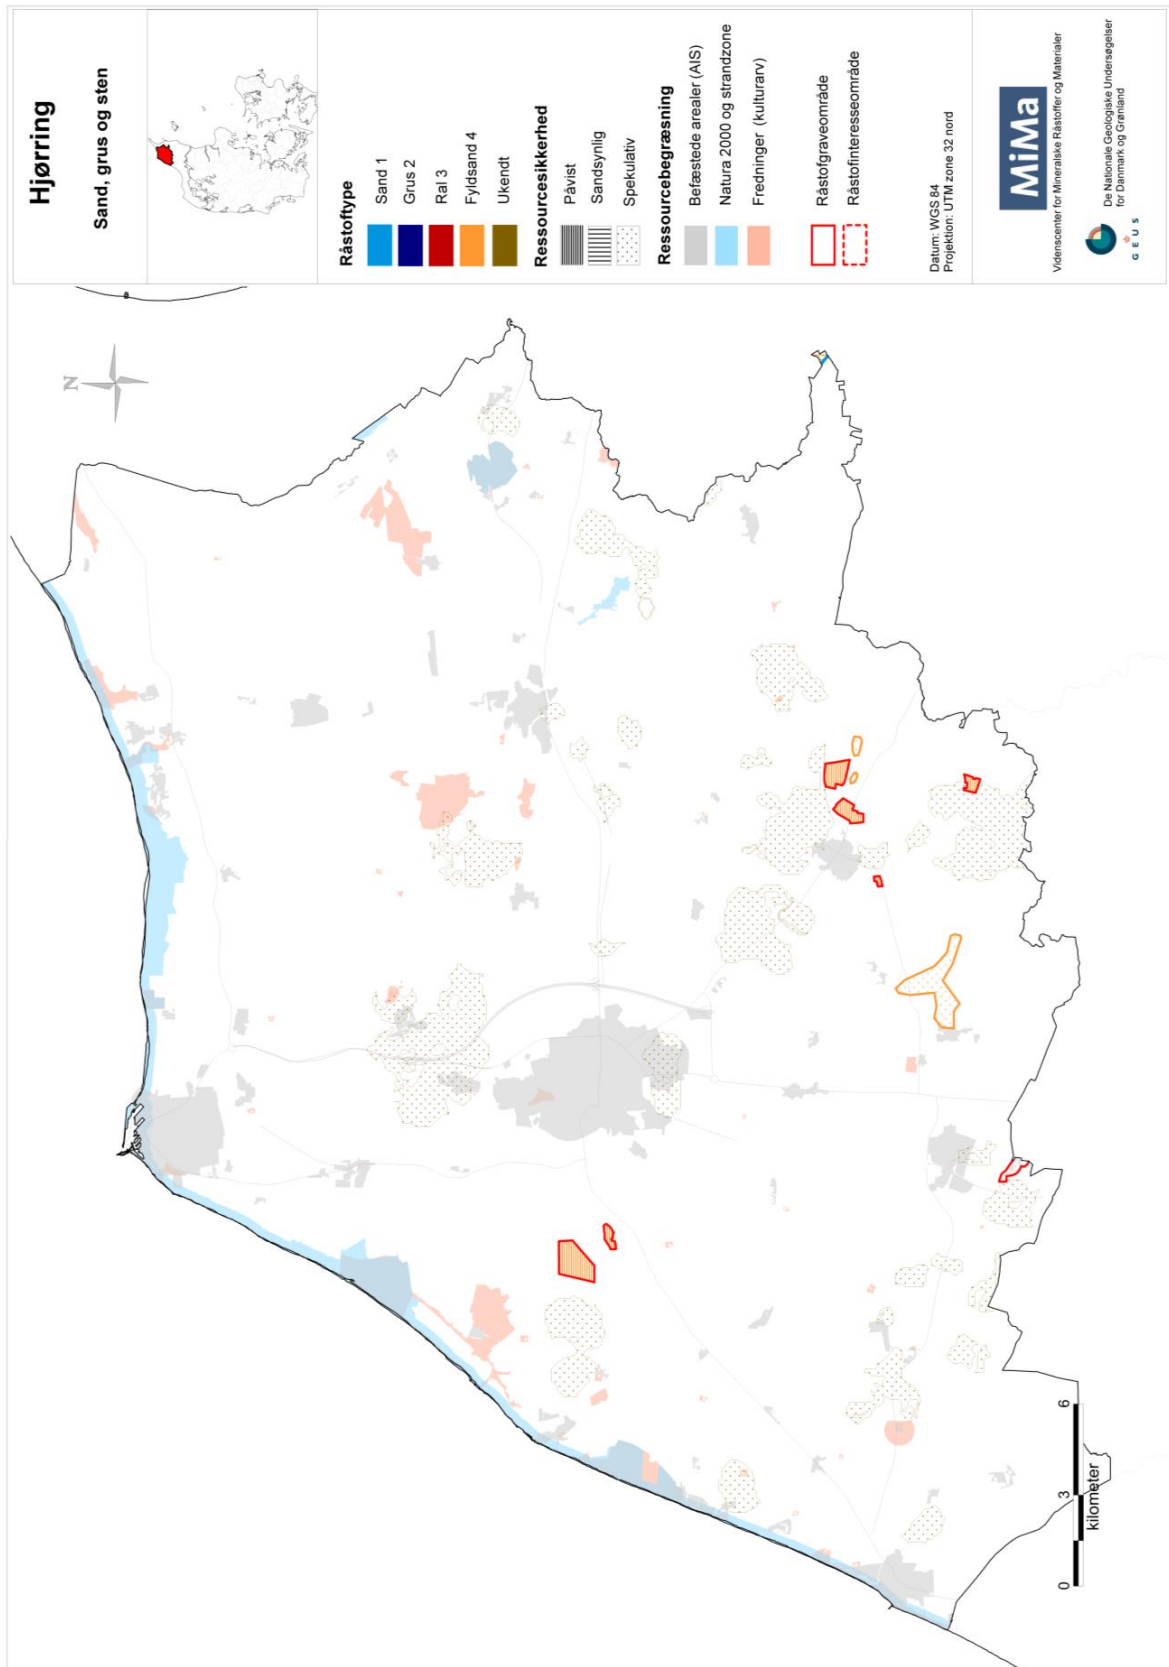 Hjørring
Sand, grus og sten
Råstoftype
Sand 1
Grus 2
Ral 3
Fyldsand 4
Ukendt
Ressourcesikkerhed
Påvist
Sandsynlig
Spekulativ
Ressourcebegræsning
Befæstede arealer (AIS)
Natura 2000 og strandzone
Fredninger (kulturarv)
Råstofgraveområde
Råstofinteresseområde
Datum: WGS 84
Projektion: UTM zone 32 nord
MiMa
Videnscenter for Mineralske Råstoffer og Materialer
G E U S
De Nationale Geologiske Undersøgelser
for Danmark og Grønland
N
0 3 6
kilometer